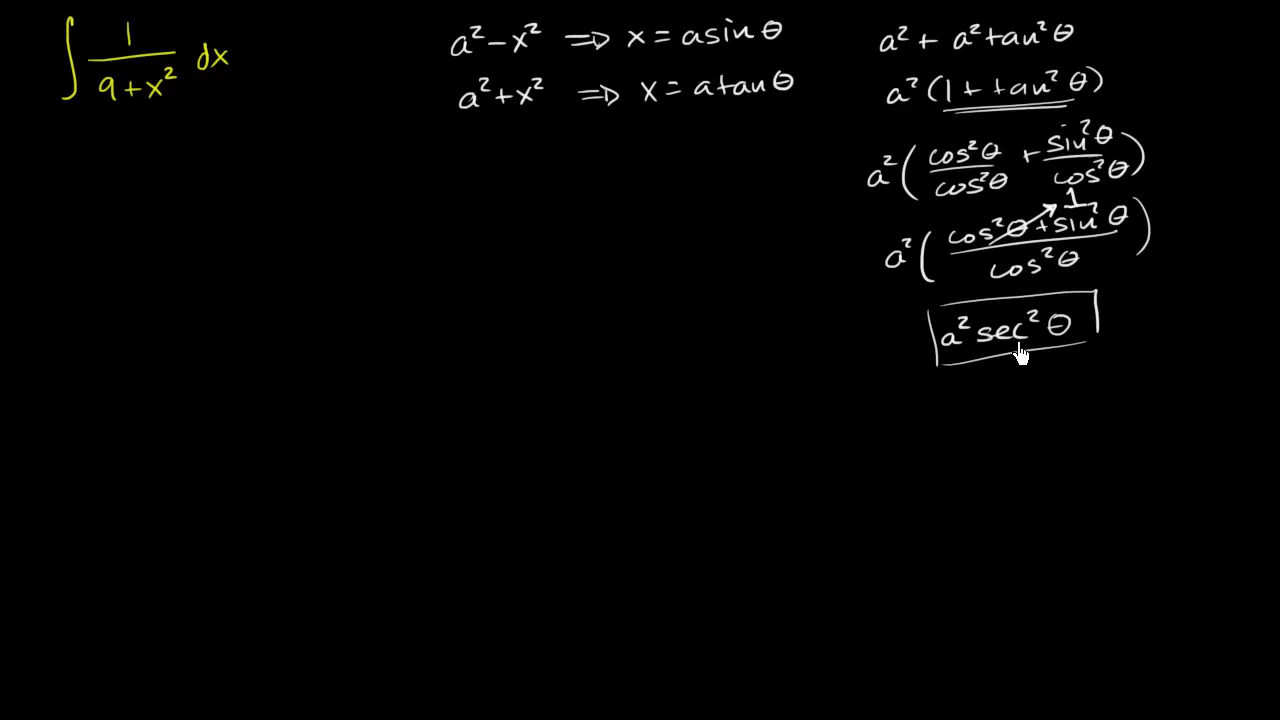 ∫ 1/(9+x²) dx
a²−x² ⇒ x = a sin θ
a²+x² ⇒ x = a tan θ
a² + a² tan² θ
a² (1 + tan² θ)
a² (cos² θ/cos² θ + sin² θ/cos² θ)
1
a² (cos² θ + sin² θ/cos² θ)
a² sec² θ